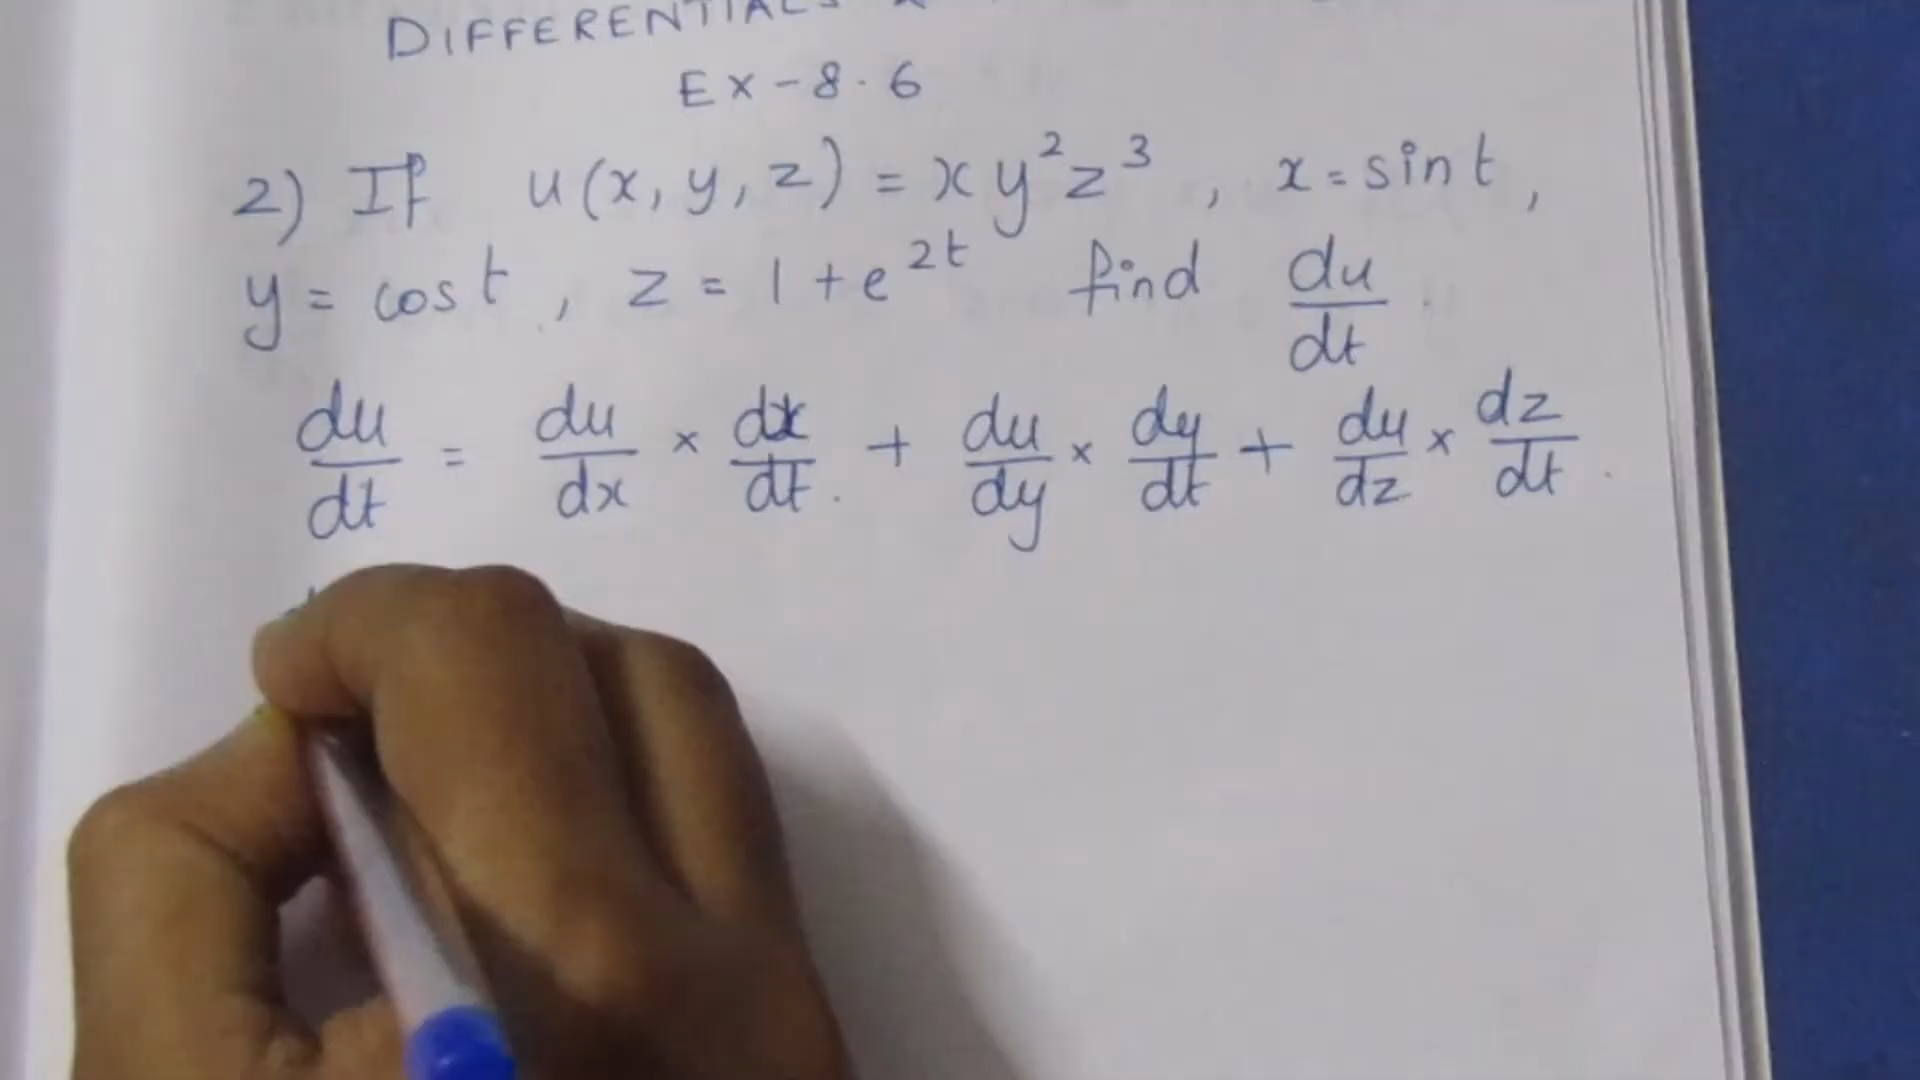 DIFFERENTIALS
EX-8.6
2) If u(x, y, z) = xy²z³, x = sin t,
y = cos t, z = 1 + e^{2t} find du/dt.
du/dt = du/dx × dx/dt + du/dy × dy/dt + du/dz × dz/dt.